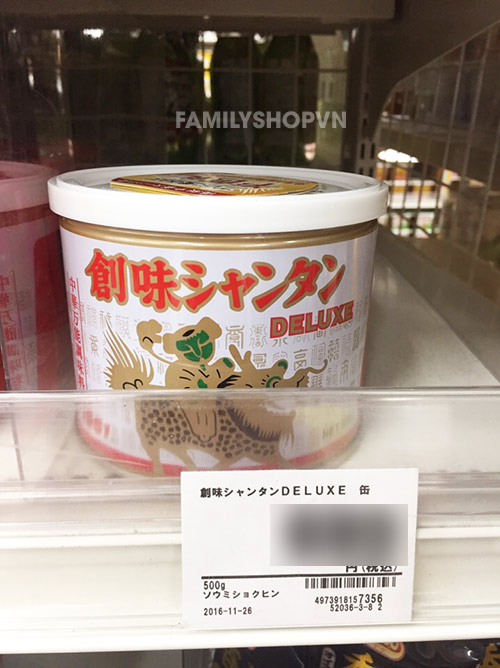 FAMILYSHOPVN
創味シャンタン
DELUXE
創味シャンタンDELUXE 缶
円(税込)
500g
ソウミショクヒン
2016-11-26
4973918157356
52036-3-8 2